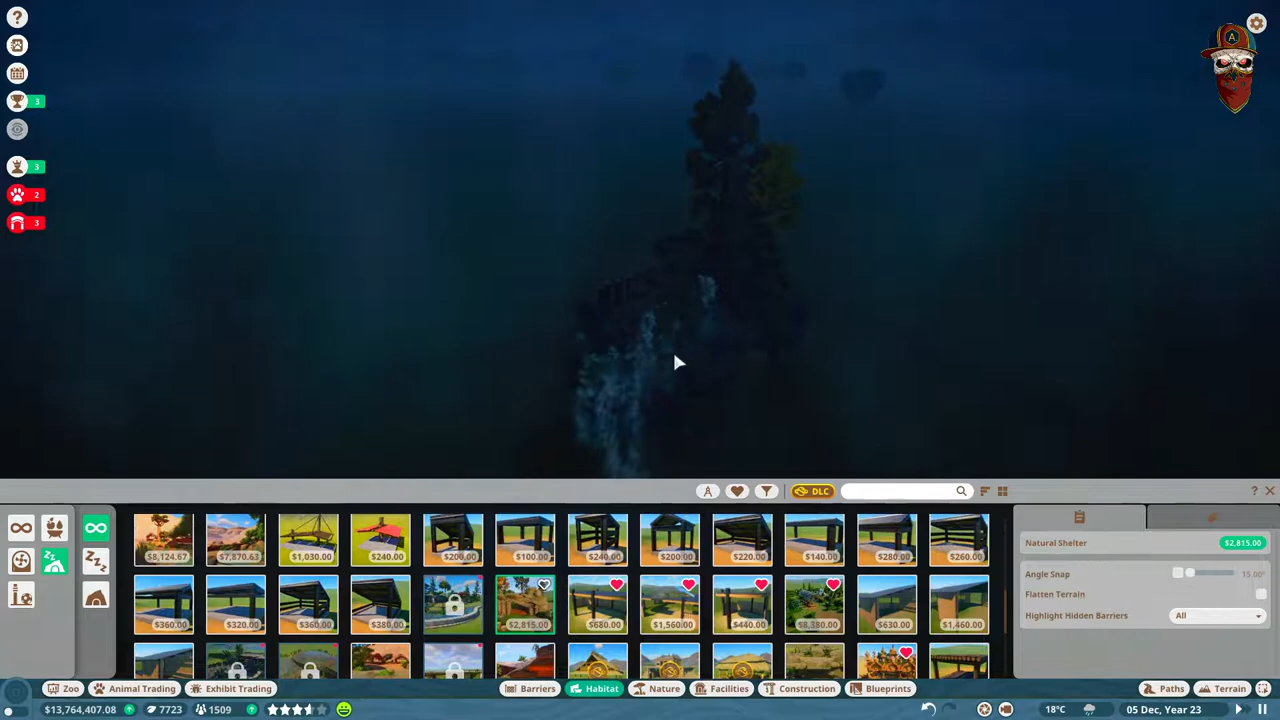 ?
3
3
2
3
A
DLC
?
$8,124.67 $7,870.63 $1,030.00 $240.00 $200.00 $100.00 $240.00 $200.00 $220.00 $140.00 $280.00 $260.00
$360.00 $320.00 $360.00 $380.00 $2,815.00 $680.00 $1,560.00 $440.00 $8,380.00 $630.00 $1,460.00
Natural Shelter $2,815.00
Angle Snap 15.00°
Flatten Terrain
Highlight Hidden Barriers All
Zoo Animal Trading Exhibit Trading Barriers Habitat Nature Facilities Construction Blueprints Paths Terrain
$13,764,407.08 7723 1509 18°C 05 Dec, Year 23